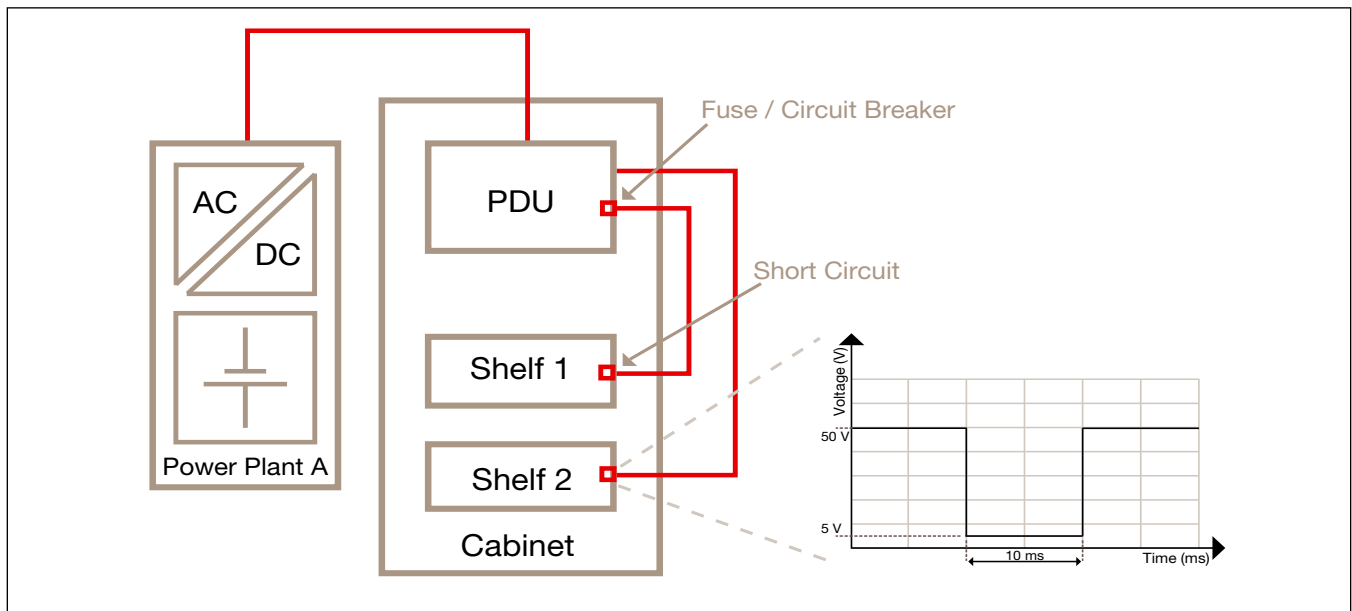 Fuse / Circuit Breaker
AC
DC
Power Plant A
PDU
Short Circuit
Shelf 1
Shelf 2
Cabinet
Voltage (V)
50 V
5 V
10 ms
Time (ms)